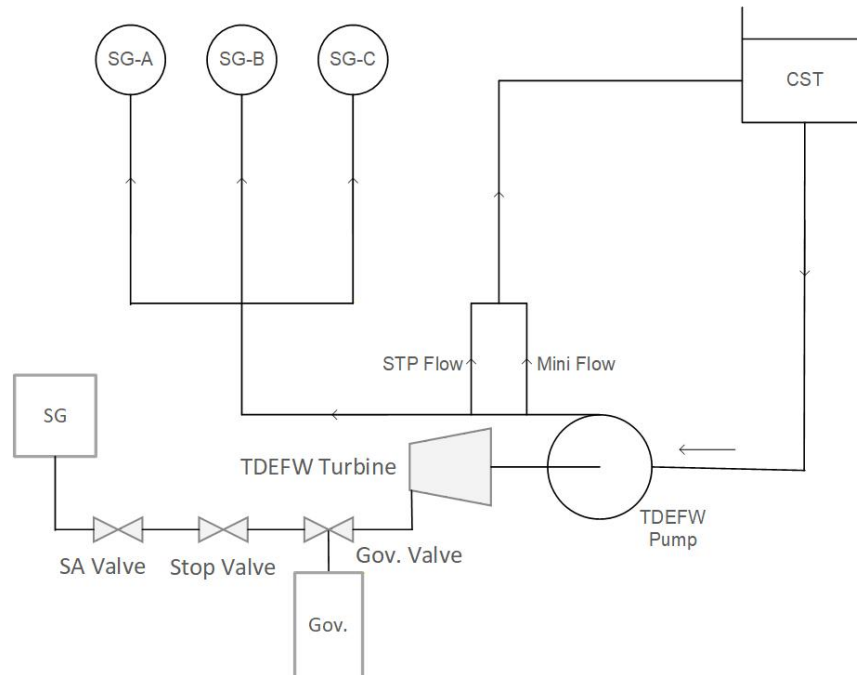 SG-A
SG-B
SG-C
CST
STP Flow
Mini Flow
SG
TDEFW Turbine
TDEFW
Pump
SA Valve
Stop Valve
Gov. Valve
Gov.